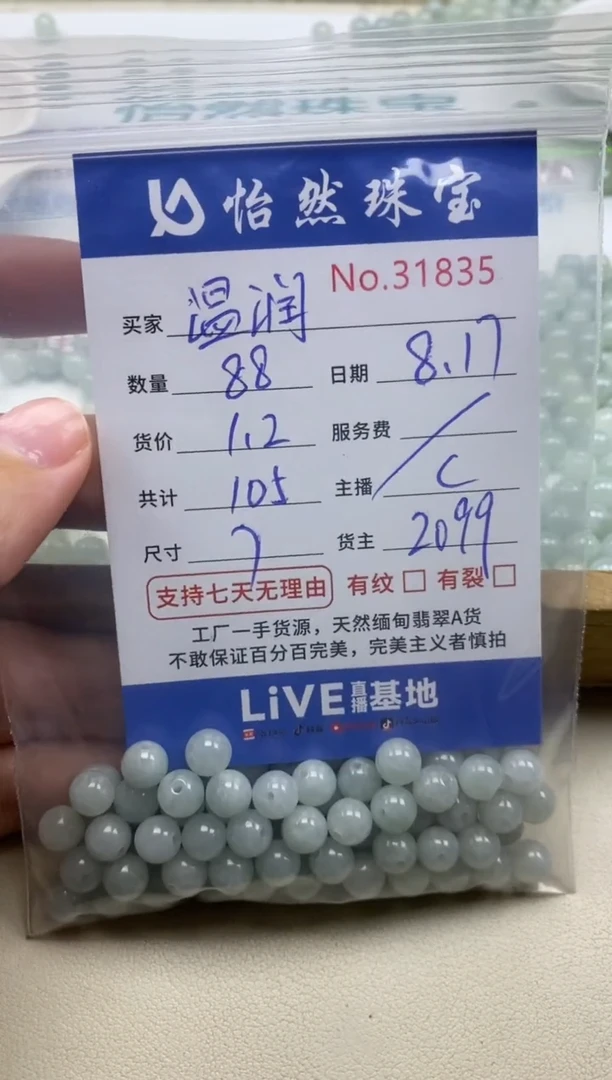 怡然珠宝
怡然珠宝
No.31835
买家 温润
数量 88 日期 8.17
货价 1.2 服务费 /
共计 105 主播 C
尺寸 7 货主 2099
支持七天无理由 有纹 □ 有裂 □
工厂一手货源，天然缅甸翡翠A货
不敢保证百分百完美，完美主义者慎拍
LiVE直播基地